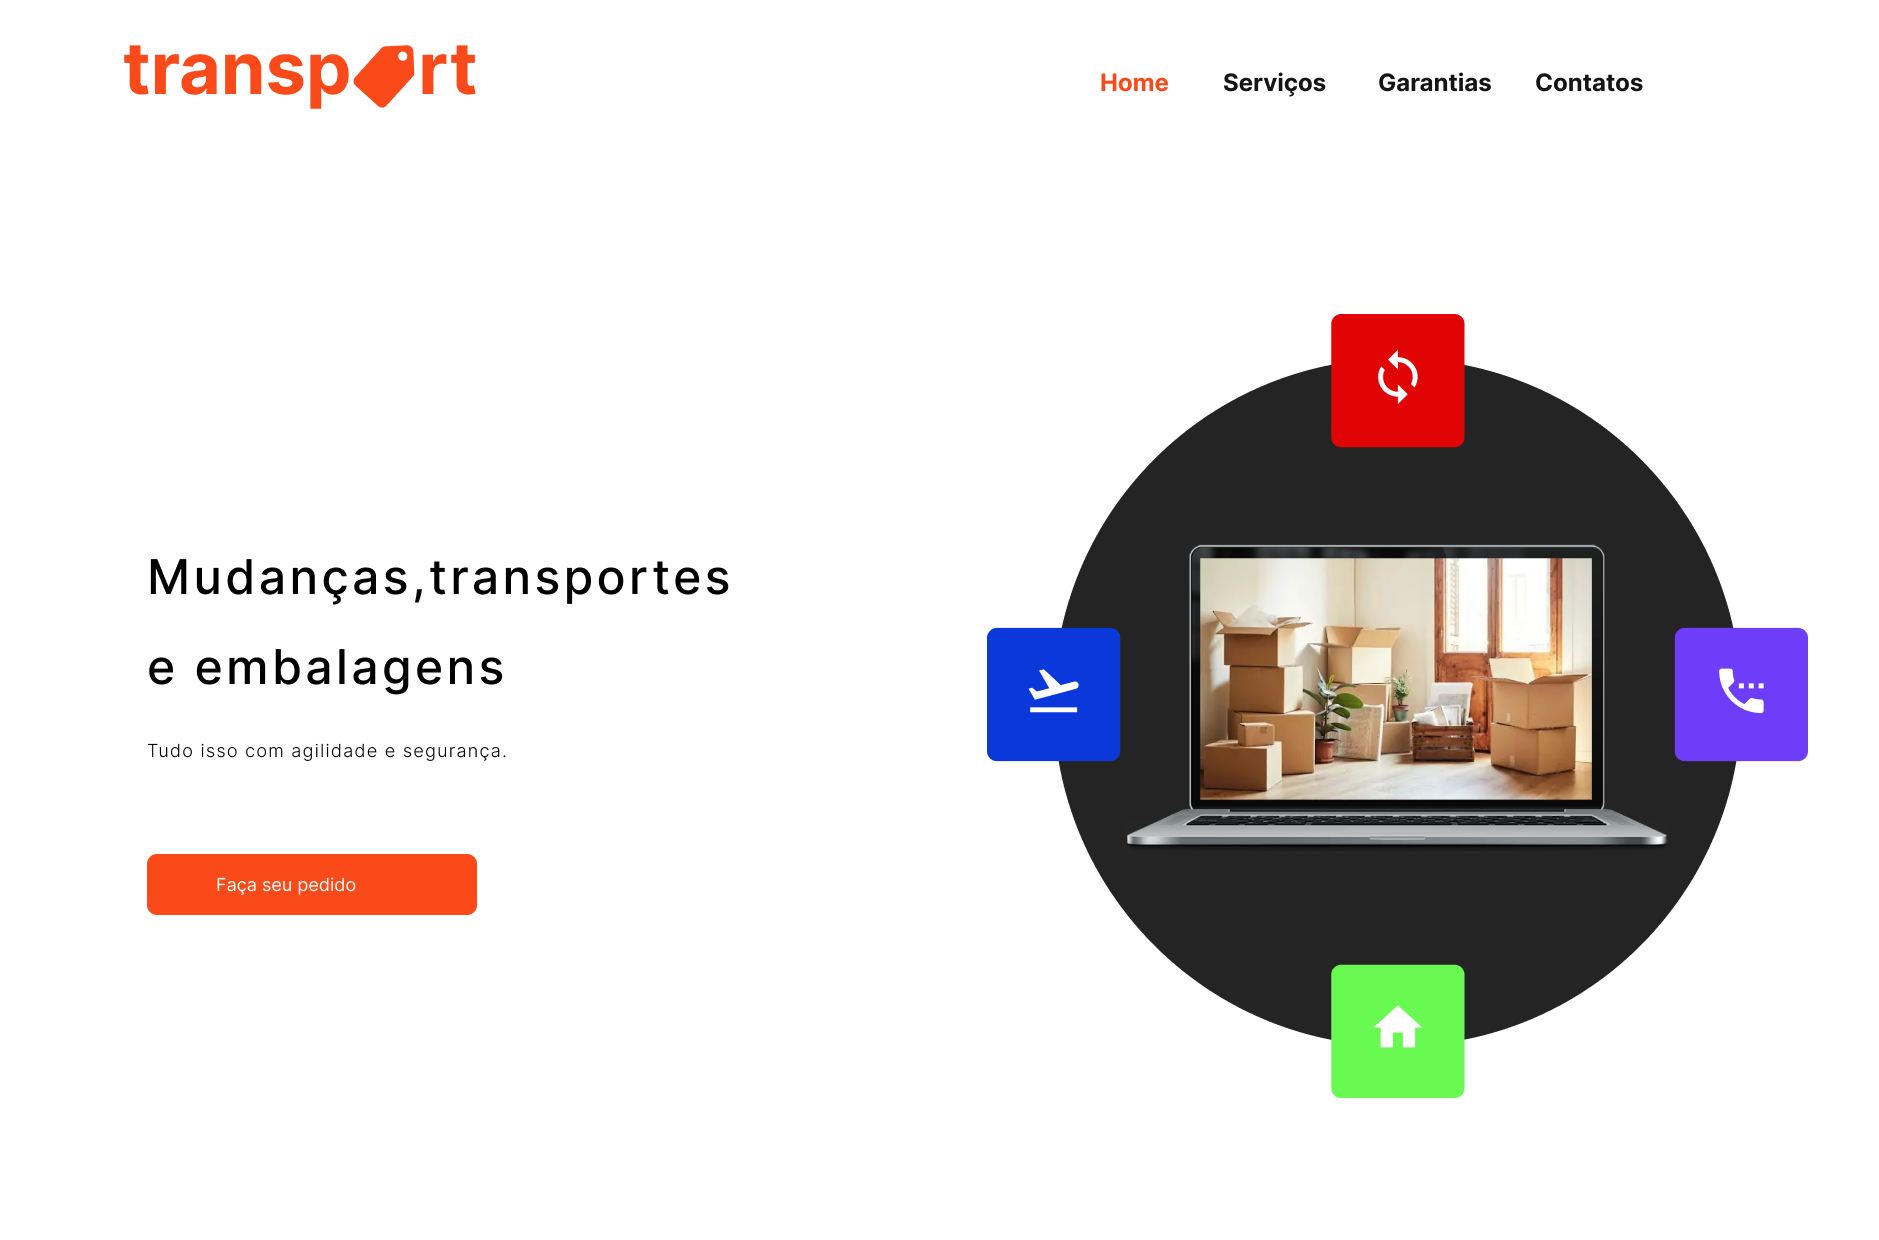 transport
Home Serviços Garantias Contatos
Mudanças,transportes
e embalagens
Tudo isso com agilidade e segurança.
Faça seu pedido